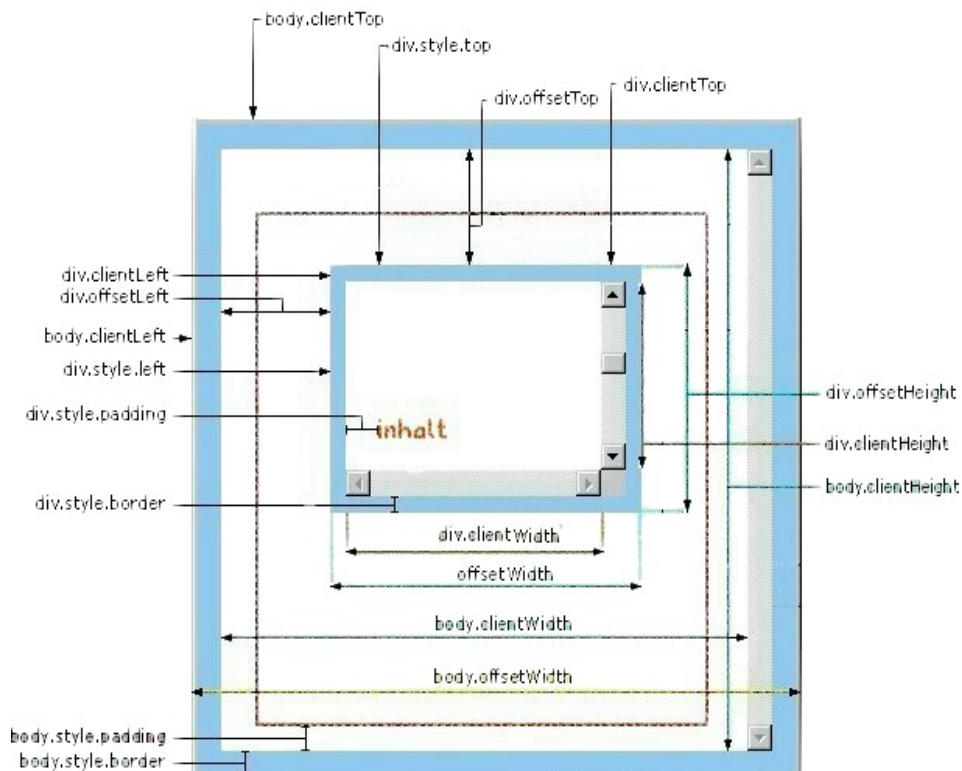 body.clientTop
div.style.top
div.offsetTop
div.clientTop
div.clientLeft
div.offsetLeft
body.clientLeft
div.style.left
div.style.padding
inhalt
div.style.border
div.offsetHeight
div.clientHeight
body.clientHeight
div.clientWidth
offsetWidth
body.clientWidth
body.offsetWidth
body.style.padding
body.style.border